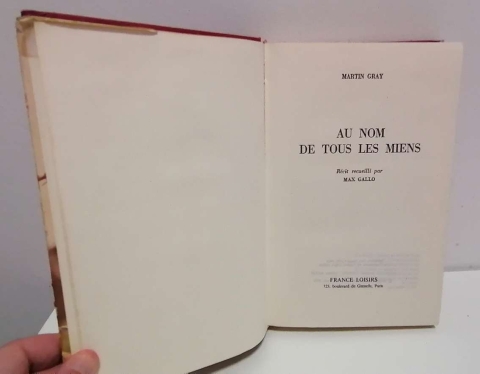 MARTIN GRAY
AU NOM
DE TOUS LES MIENS
Récit recueilli par
MAX GALLO
FRANCE LOISIRS
123, boulevard de Grenelle, Paris